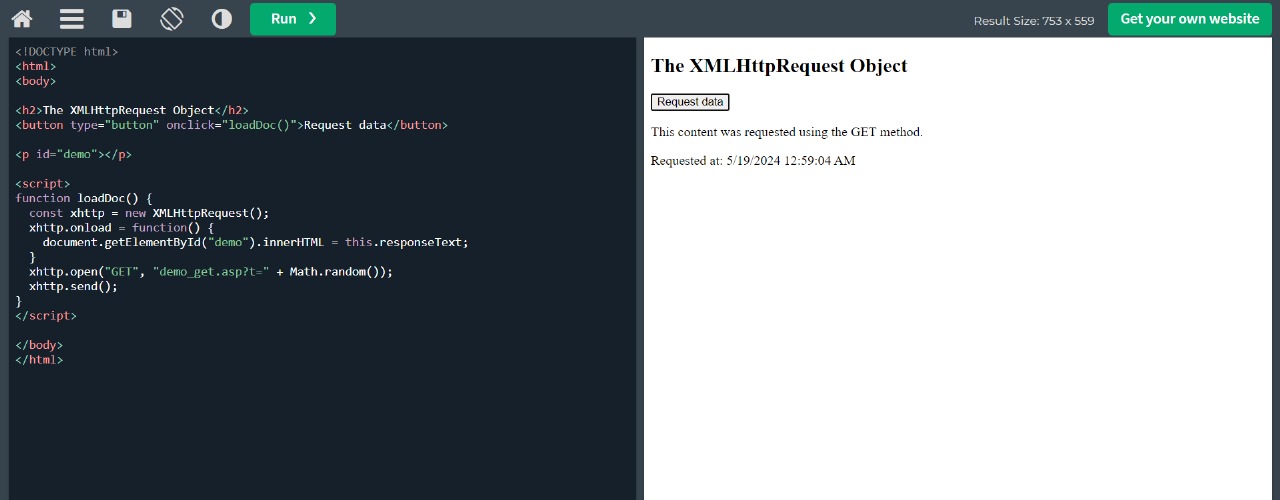 Run ❯
Result Size: 753 x 559
Get your own website
<!DOCTYPE html>
<html>
<body>
<h2>The XMLHttpRequest Object</h2>
<button type="button" onclick="loadDoc()">Request data</button>
<p id="demo"></p>
<script>
function loadDoc() {
  const xhttp = new XMLHttpRequest();
  xhttp.onload = function() {
    document.getElementById("demo").innerHTML = this.responseText;
  }
  xhttp.open("GET", "demo_get.asp?t=" + Math.random());
  xhttp.send();
}
</script>
</body>
</html>
The XMLHttpRequest Object
Request data
This content was requested using the GET method.
Requested at: 5/19/2024 12:59:04 AM